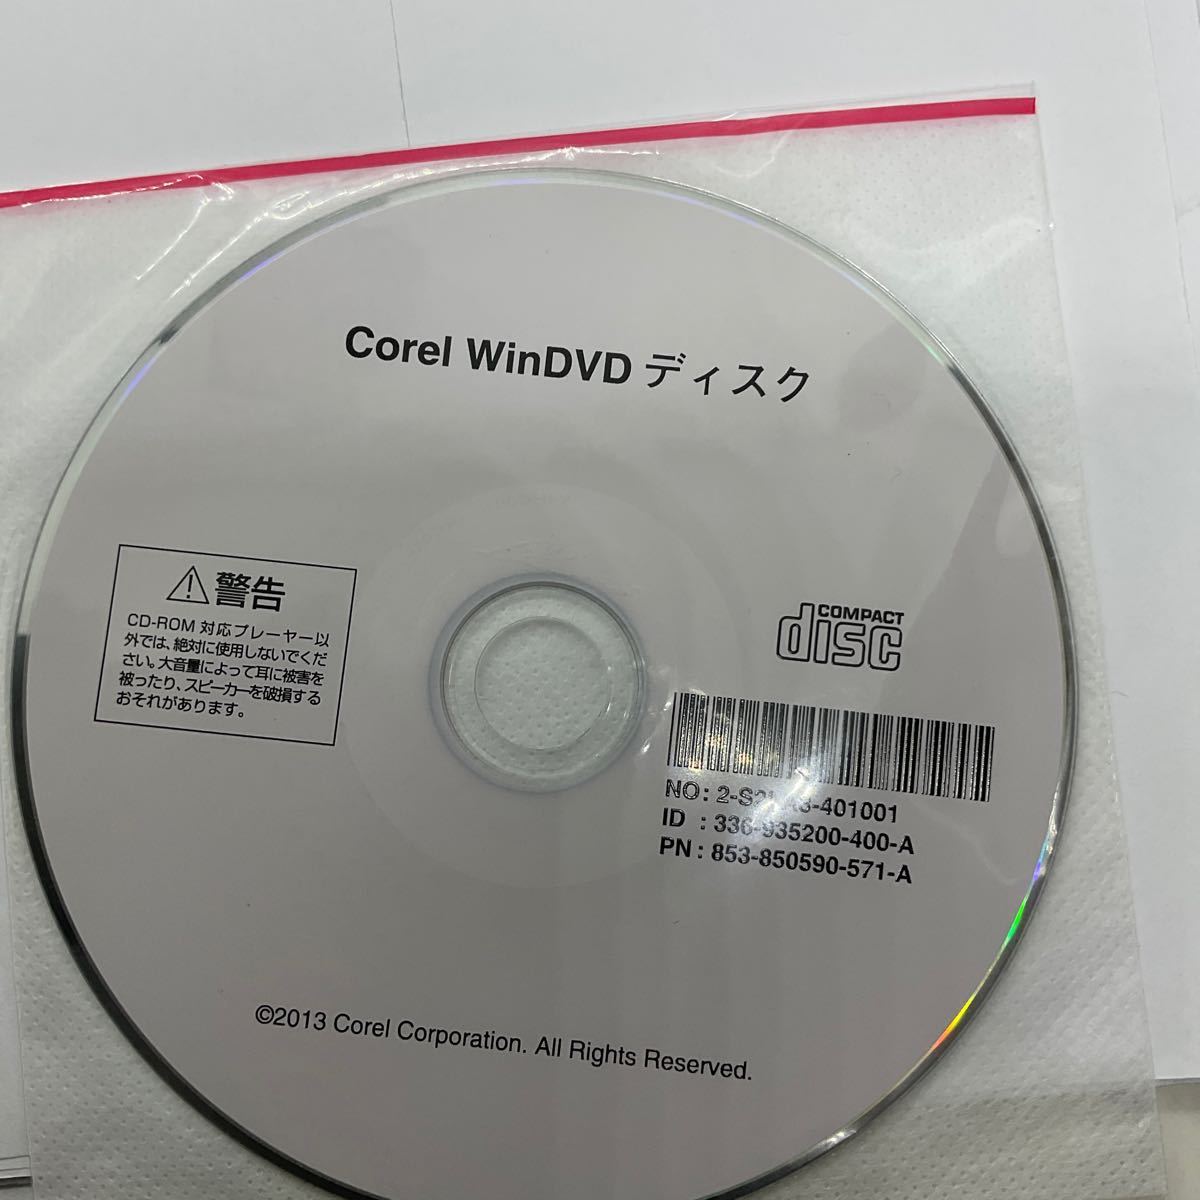 Corel WinDVD ディスク
警告
CD-ROM 対応プレーヤー以
外では、絶対に使用しないでくだ
さい。大音量によって耳に被害を
被ったり、スピーカーを破損する
おそれがあります。
COMPACT
disc
NO : 
ID : 336-935200-400-A
PN : 853-850590-571-A
©2013 Corel Corporation. All Rights Reserved.